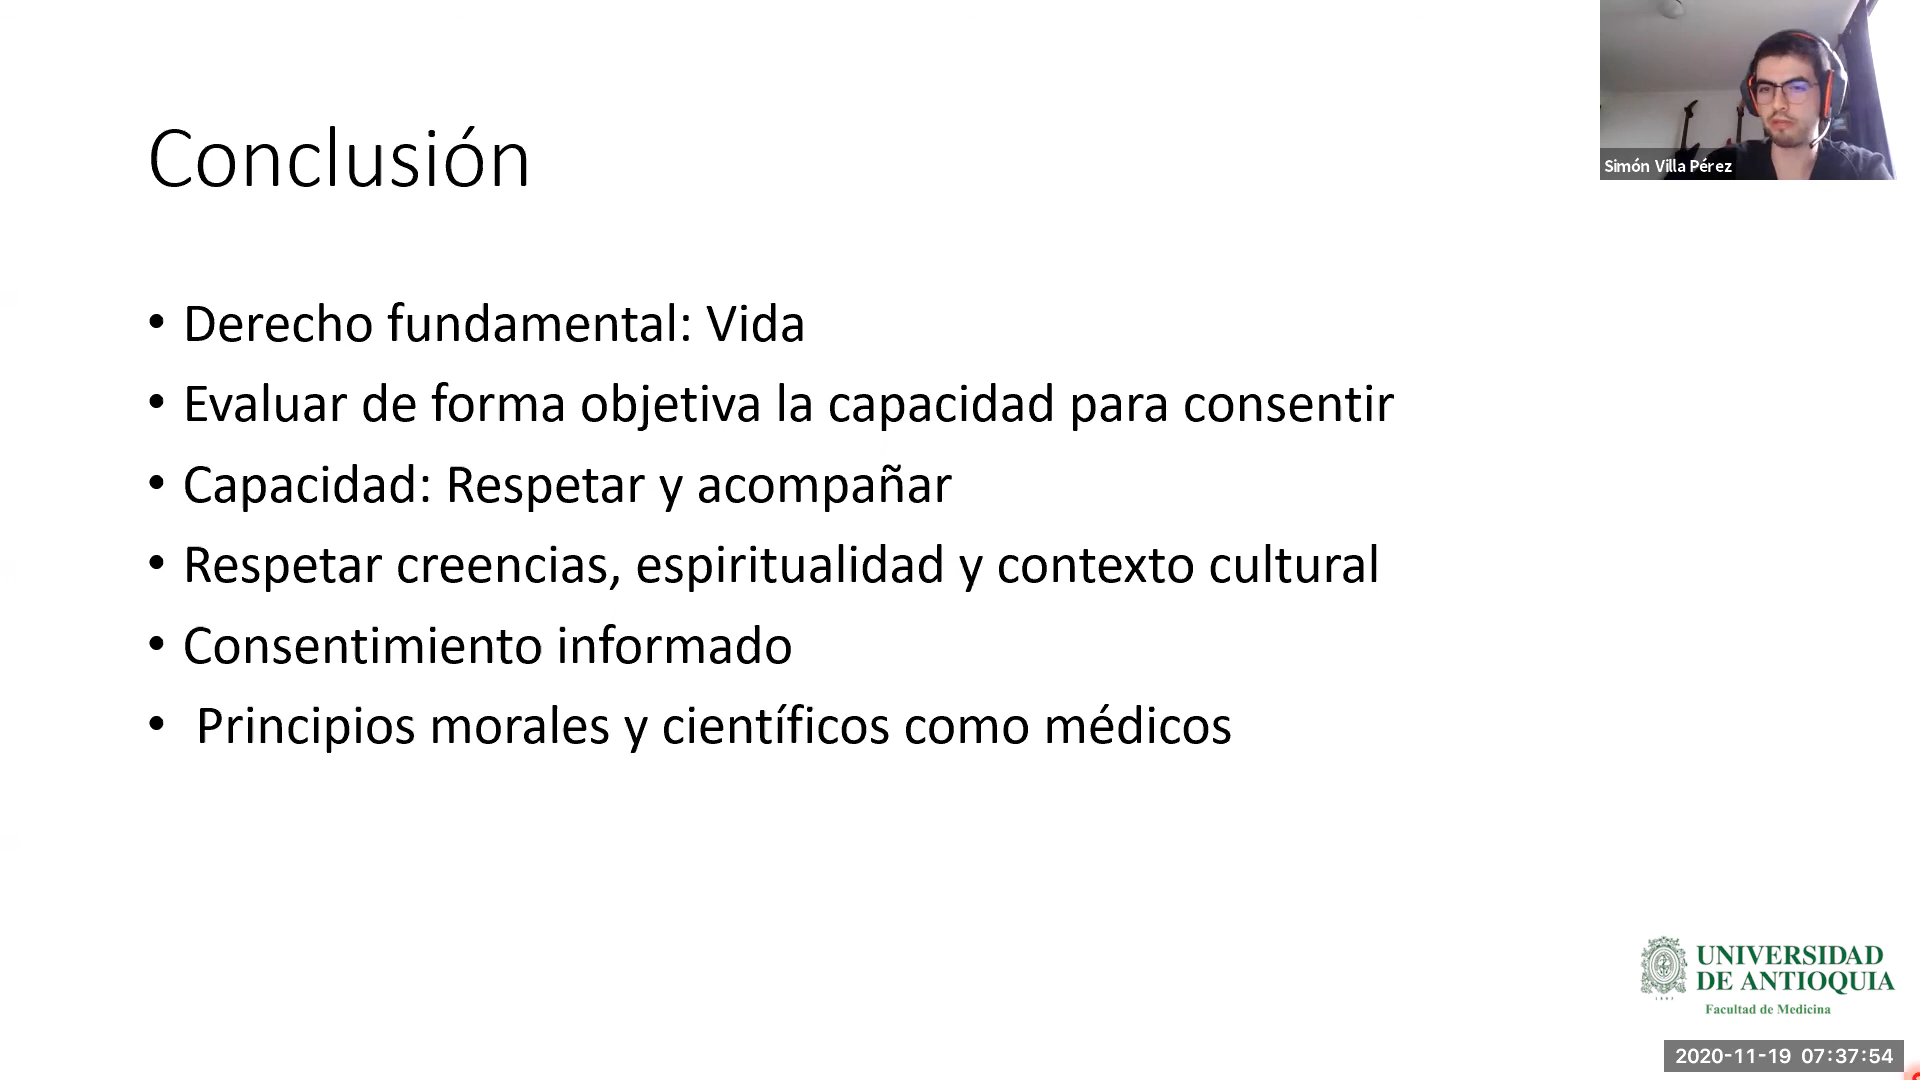 Conclusión
Simón Villa Pérez
• Derecho fundamental: Vida
• Evaluar de forma objetiva la capacidad para consentir
• Capacidad: Respetar y acompañar
• Respetar creencias, espiritualidad y contexto cultural
• Consentimiento informado
• Principios morales y científicos como médicos
UNIVERSIDAD
DE ANTIOQUIA
Facultad de Medicina
2020-11-19 07:37:54